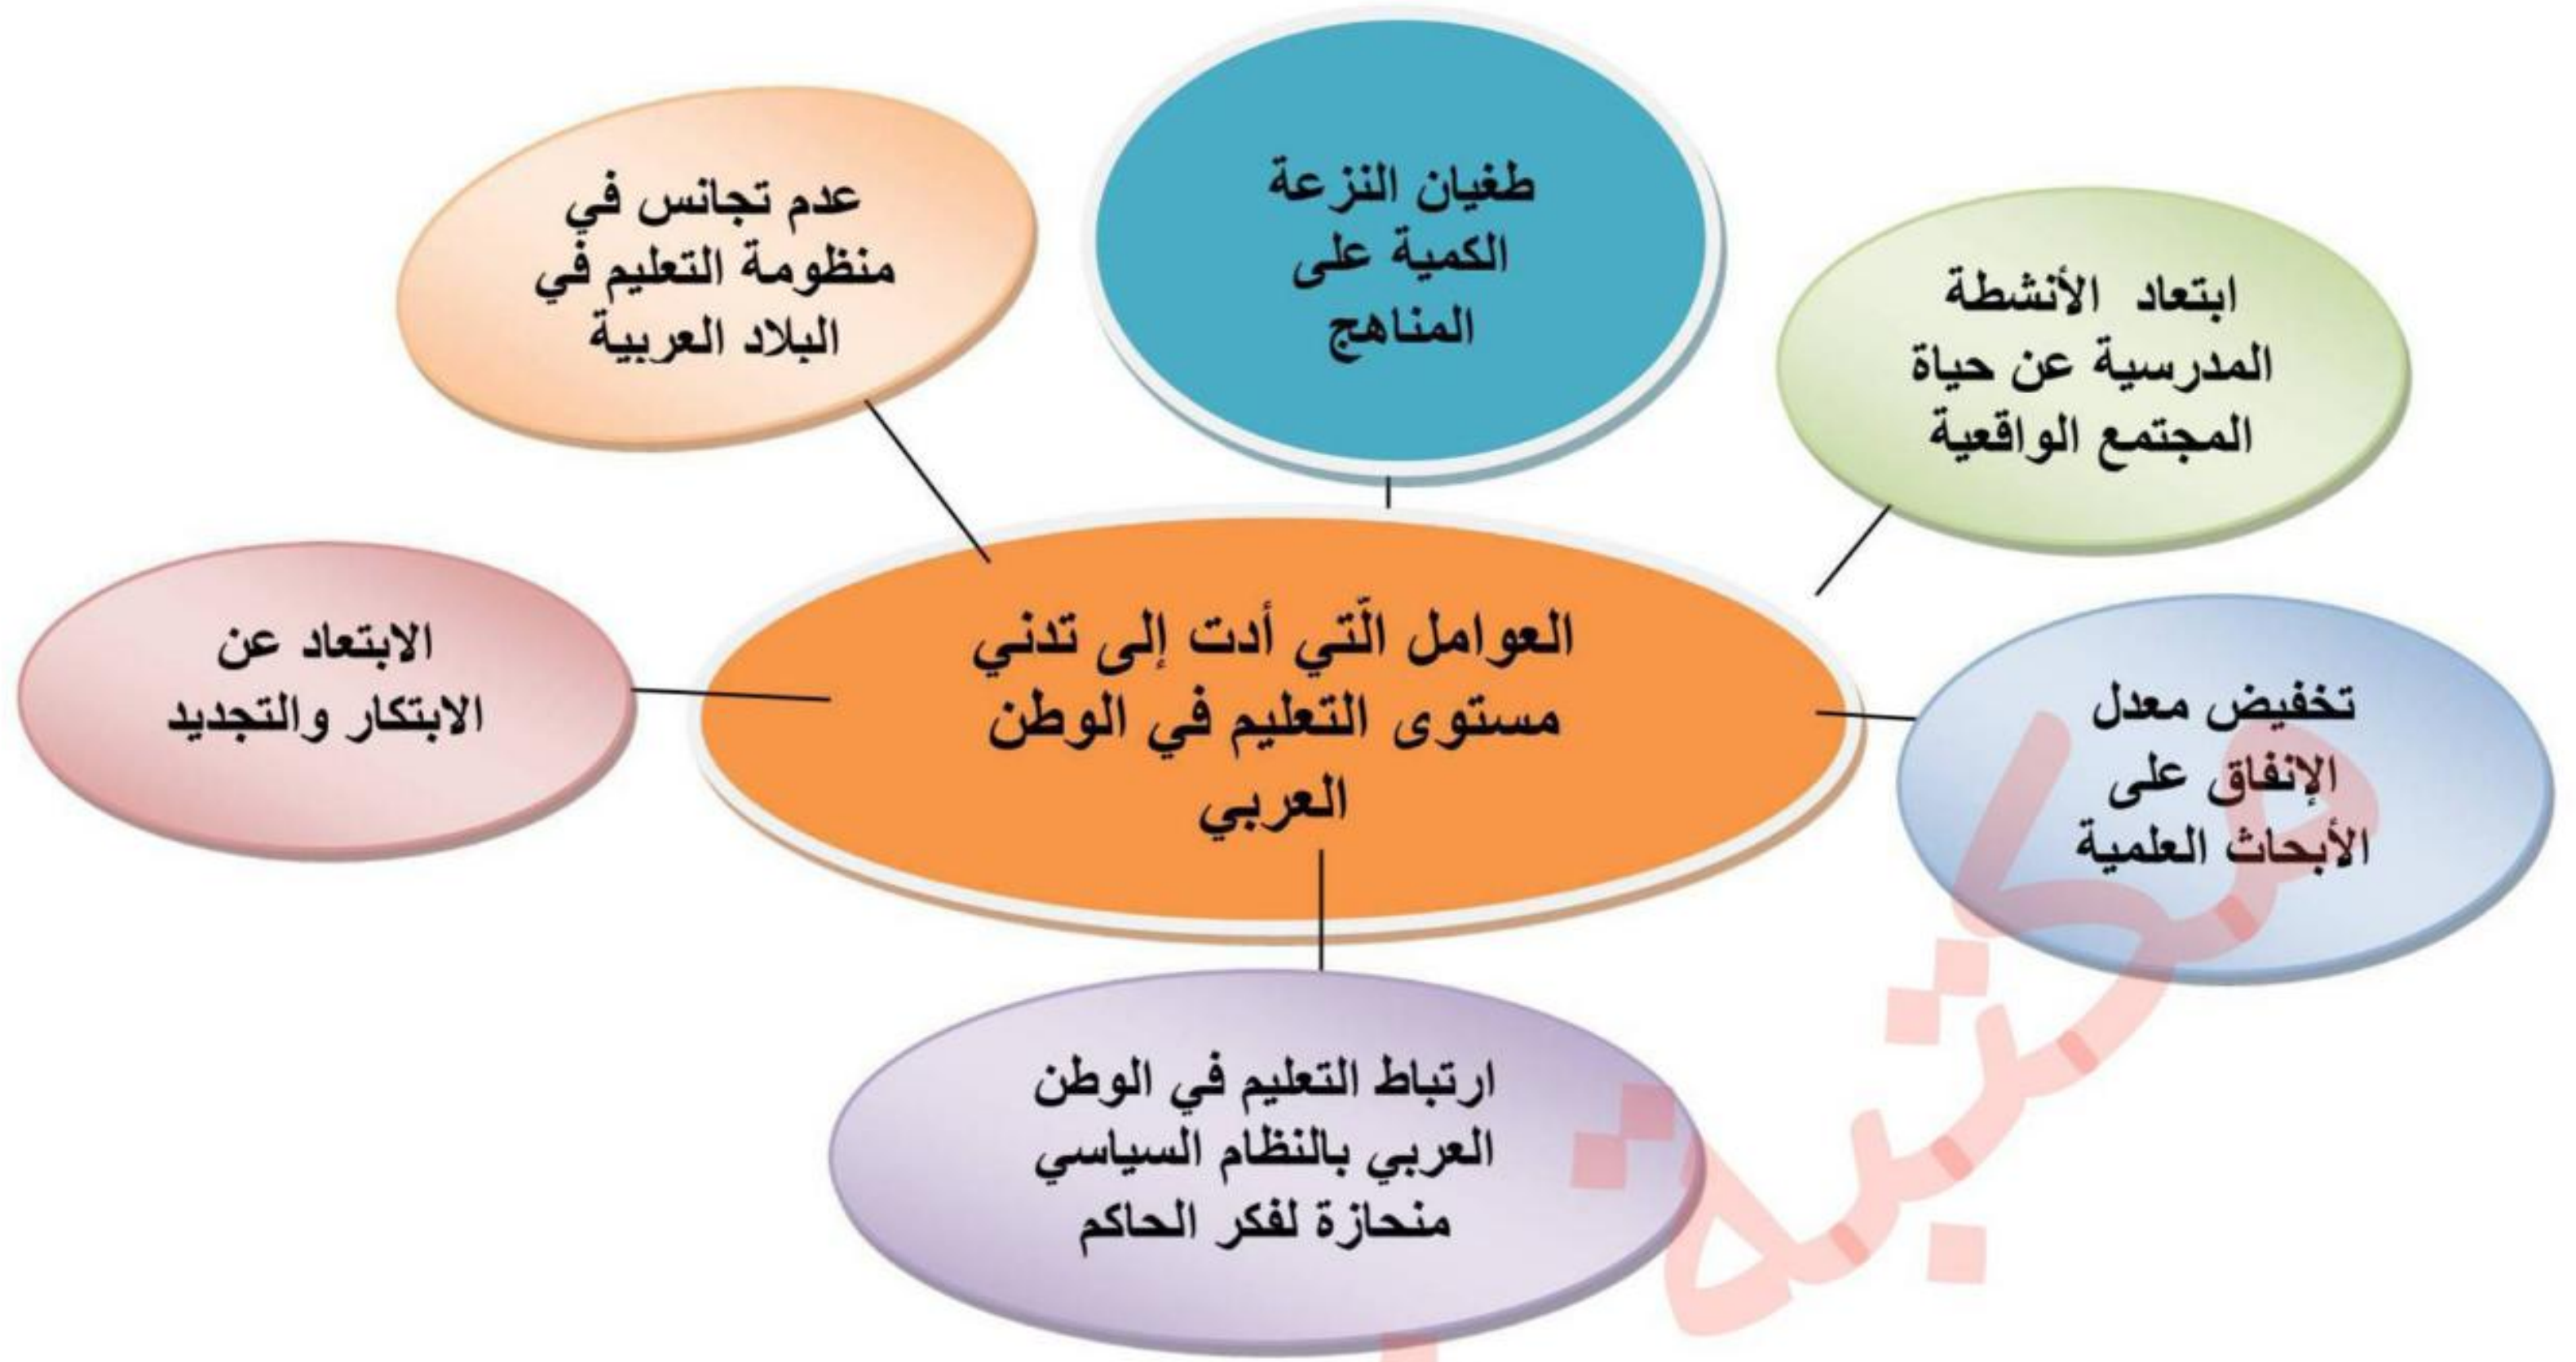 طغيان النزعة
الكمية على
المناهج
ابتعاد الأنشطة
المدرسية عن حياة
المجتمع الواقعية
عدم تجانس في
منظومة التعليم في
البلاد العربية
العوامل الّتي أدت إلى تدني
مستوى التعليم في الوطن
العربي
تخفيض معدل
الإنفاق على
الأبحاث العلمية
الابتعاد عن
الابتكار والتجديد
ارتباط التعليم في الوطن
العربي بالنظام السياسي
منحازة لفكر الحاكم
مكتبة